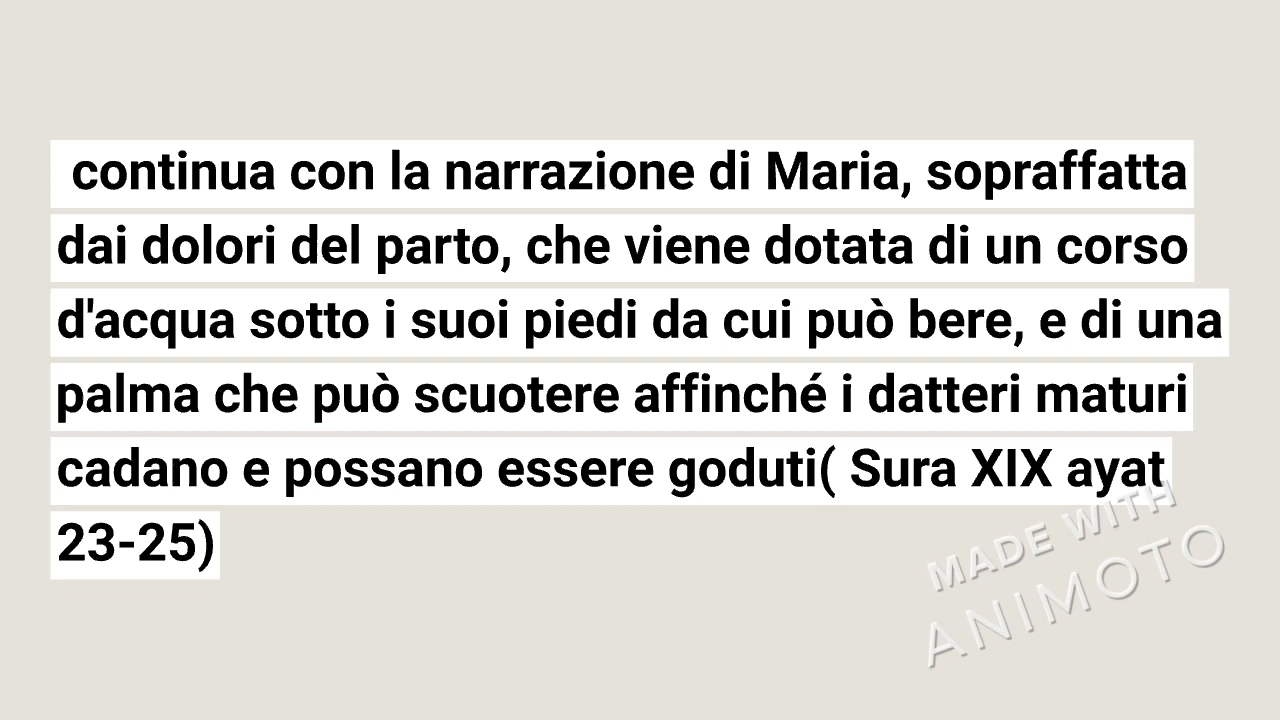 continua con la narrazione di Maria, sopraffatta
dai dolori del parto, che viene dotata di un corso
d'acqua sotto i suoi piedi da cui può bere, e di una
palma che può scuotere affinché i datteri maturi
cadano e possano essere goduti( Sura XIX ayat
23-25)
MADE WITH
ANIMOTO